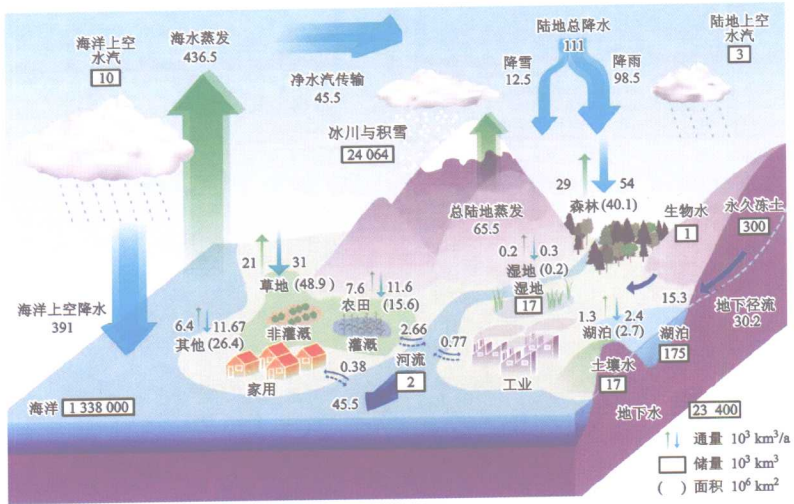 海洋上空
水汽
10
海水蒸发
436.5
净水汽传输
45.5
陆地总降水
111
降雪
12.5
降雨
98.5
陆地上空
水汽
3
冰川与积雪
24 064
总陆地蒸发
65.5
29
54
森林(40.1)
生物水
1
永久冻土
300
0.2
0.3
湿地(0.2)
湿地
17
21
31
草地(48.9)
7.6
11.6
农田
(15.6)
海洋上空降水
391
6.4
11.67
其他(26.4)
非灌溉
灌溉
2.66
0.77
1.3
2.4
湖泊
(2.7)
15.3
地下径流
30.2
湖泊
175
家用
0.38
河流
2
工业
土壤水
17
45.5
海洋 1 338 000
地下水 23 400
通量 10³ km³/a
储量 10³ km³
( ) 面积 10⁶ km²